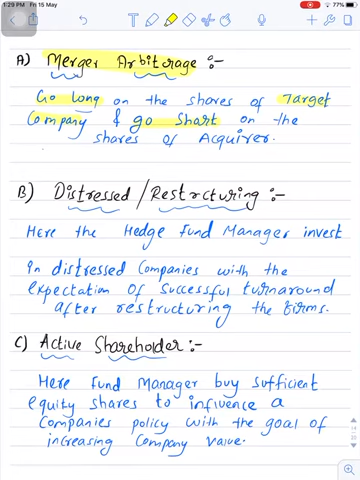 1:29 PM Fri 15 May
77%
A) Merger Arbitrage :-
Go Long on the shares of Target
Company & go Short on the
shares of Acquirer.
B) Distressed / Restrcturing :-
Here the Hedge Fund Manager invest
In distressed Companies with the
expectation of successful turnaround
after restructuring the firms.
C) Active Shareholder :-
Here Fund Manager buy sufficient
equity shares to influence a
Companies policy with the goal of
increasing Company value.